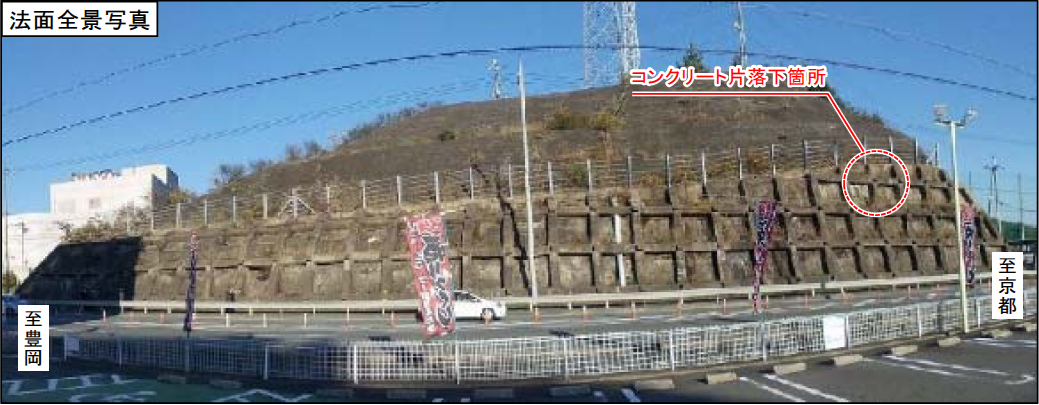 法面全景写真
コンクリート片落下箇所
至京都
至豊岡